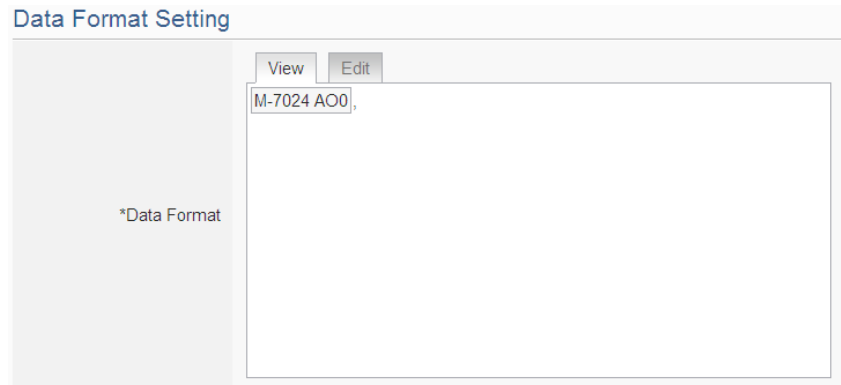 Data Format Setting
View Edit
M-7024 AO0 ,
*Data Format